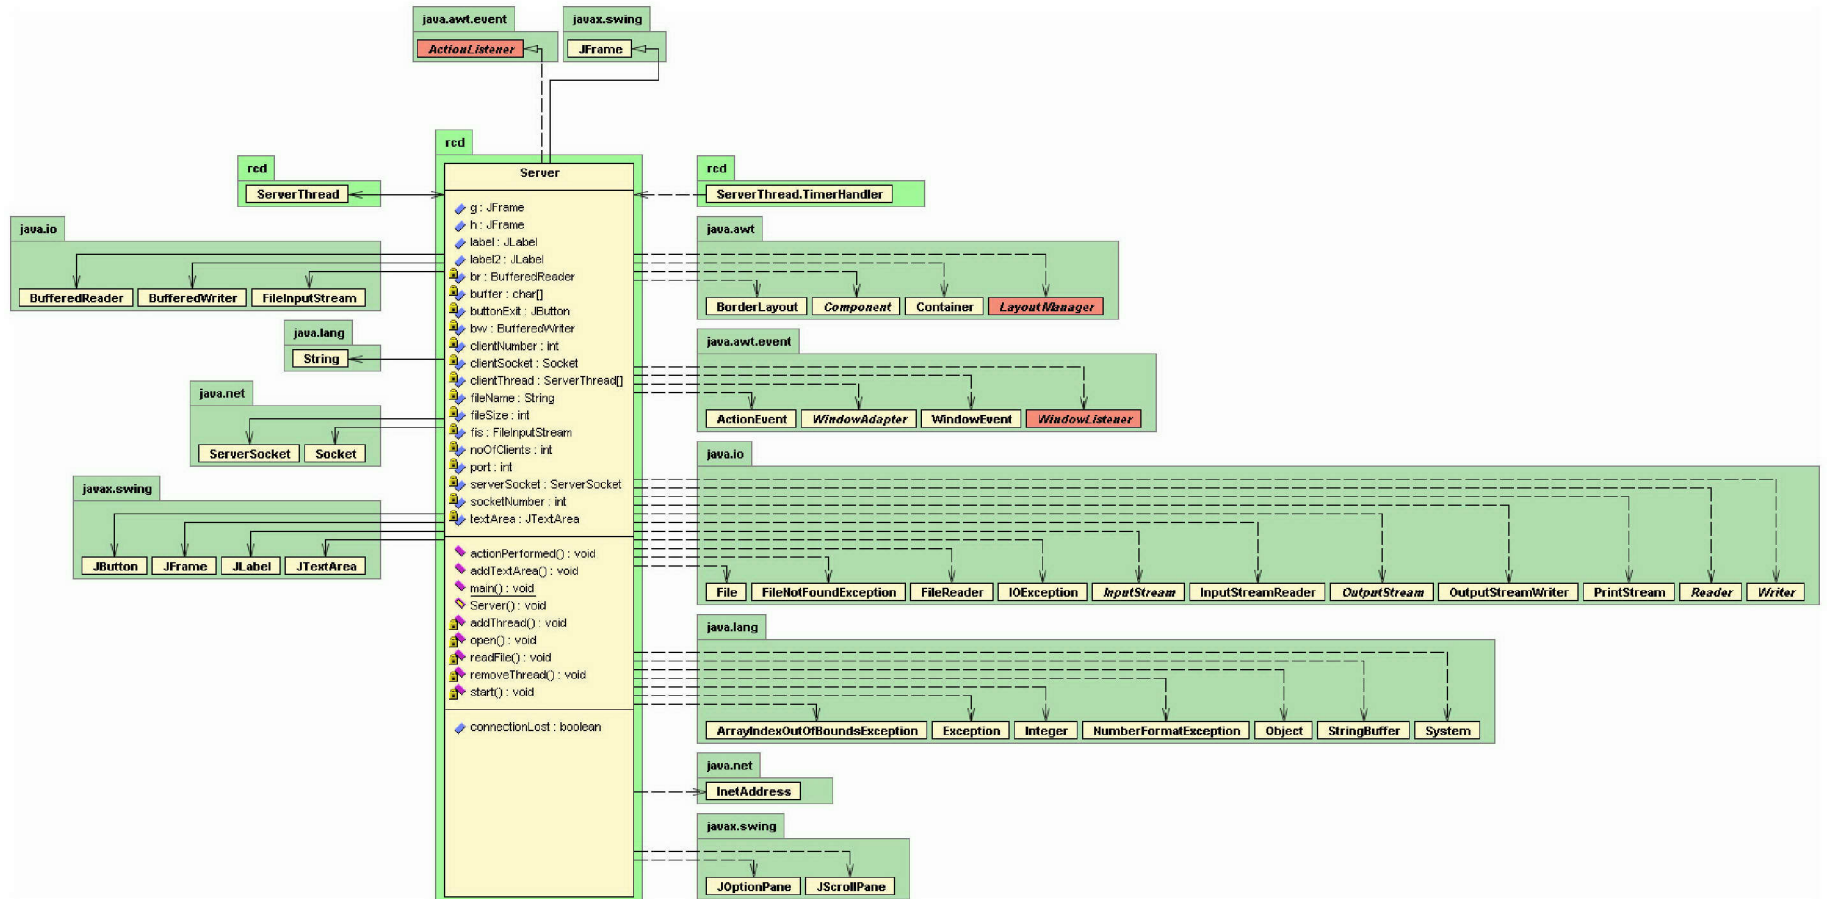 java.awt.event
javax.swing
ActionListener
JFrame
rcd
Server
g : JFrame
h : JFrame
label : JLabel
label2 : JLabel
br : BufferedReader
buffer : char[]
buttonExit : JButton
bw : BufferedWriter
clientNumber : int
clientSocket : Socket
clientThread : ServerThread[]
fileName : String
fileSize : int
fis : FileInputStream
noOfClients : int
port : int
serverSocket : ServerSocket
socketNumber : int
textArea : JTextArea
actionPerformed() : void
addTextArea() : void
main() : void
Server() : void
addThread() : void
open() : void
readFile() : void
removeThread() : void
start() : void
connectionLost : boolean
rcd
ServerThread
java.io
BufferedReader BufferedWriter FileInputStream
java.lang
String
java.net
ServerSocket Socket
javax.swing
JButton JFrame JLabel JTextArea
rcd
ServerThread.TimerHandler
java.awt
BorderLayout Component Container LayoutManager
java.awt.event
ActionEvent WindowAdapter WindowEvent WindowListener
java.io
File FileNotFoundException FileReader IOException InputStream InputStreamReader OutputStream OutputStreamWriter PrintStream Reader Writer
java.lang
ArrayIndexOutOfBoundsException Exception Integer NumberFormatException Object StringBuffer System
java.net
InetAddress
javax.swing
JOptionPane JScrollPane